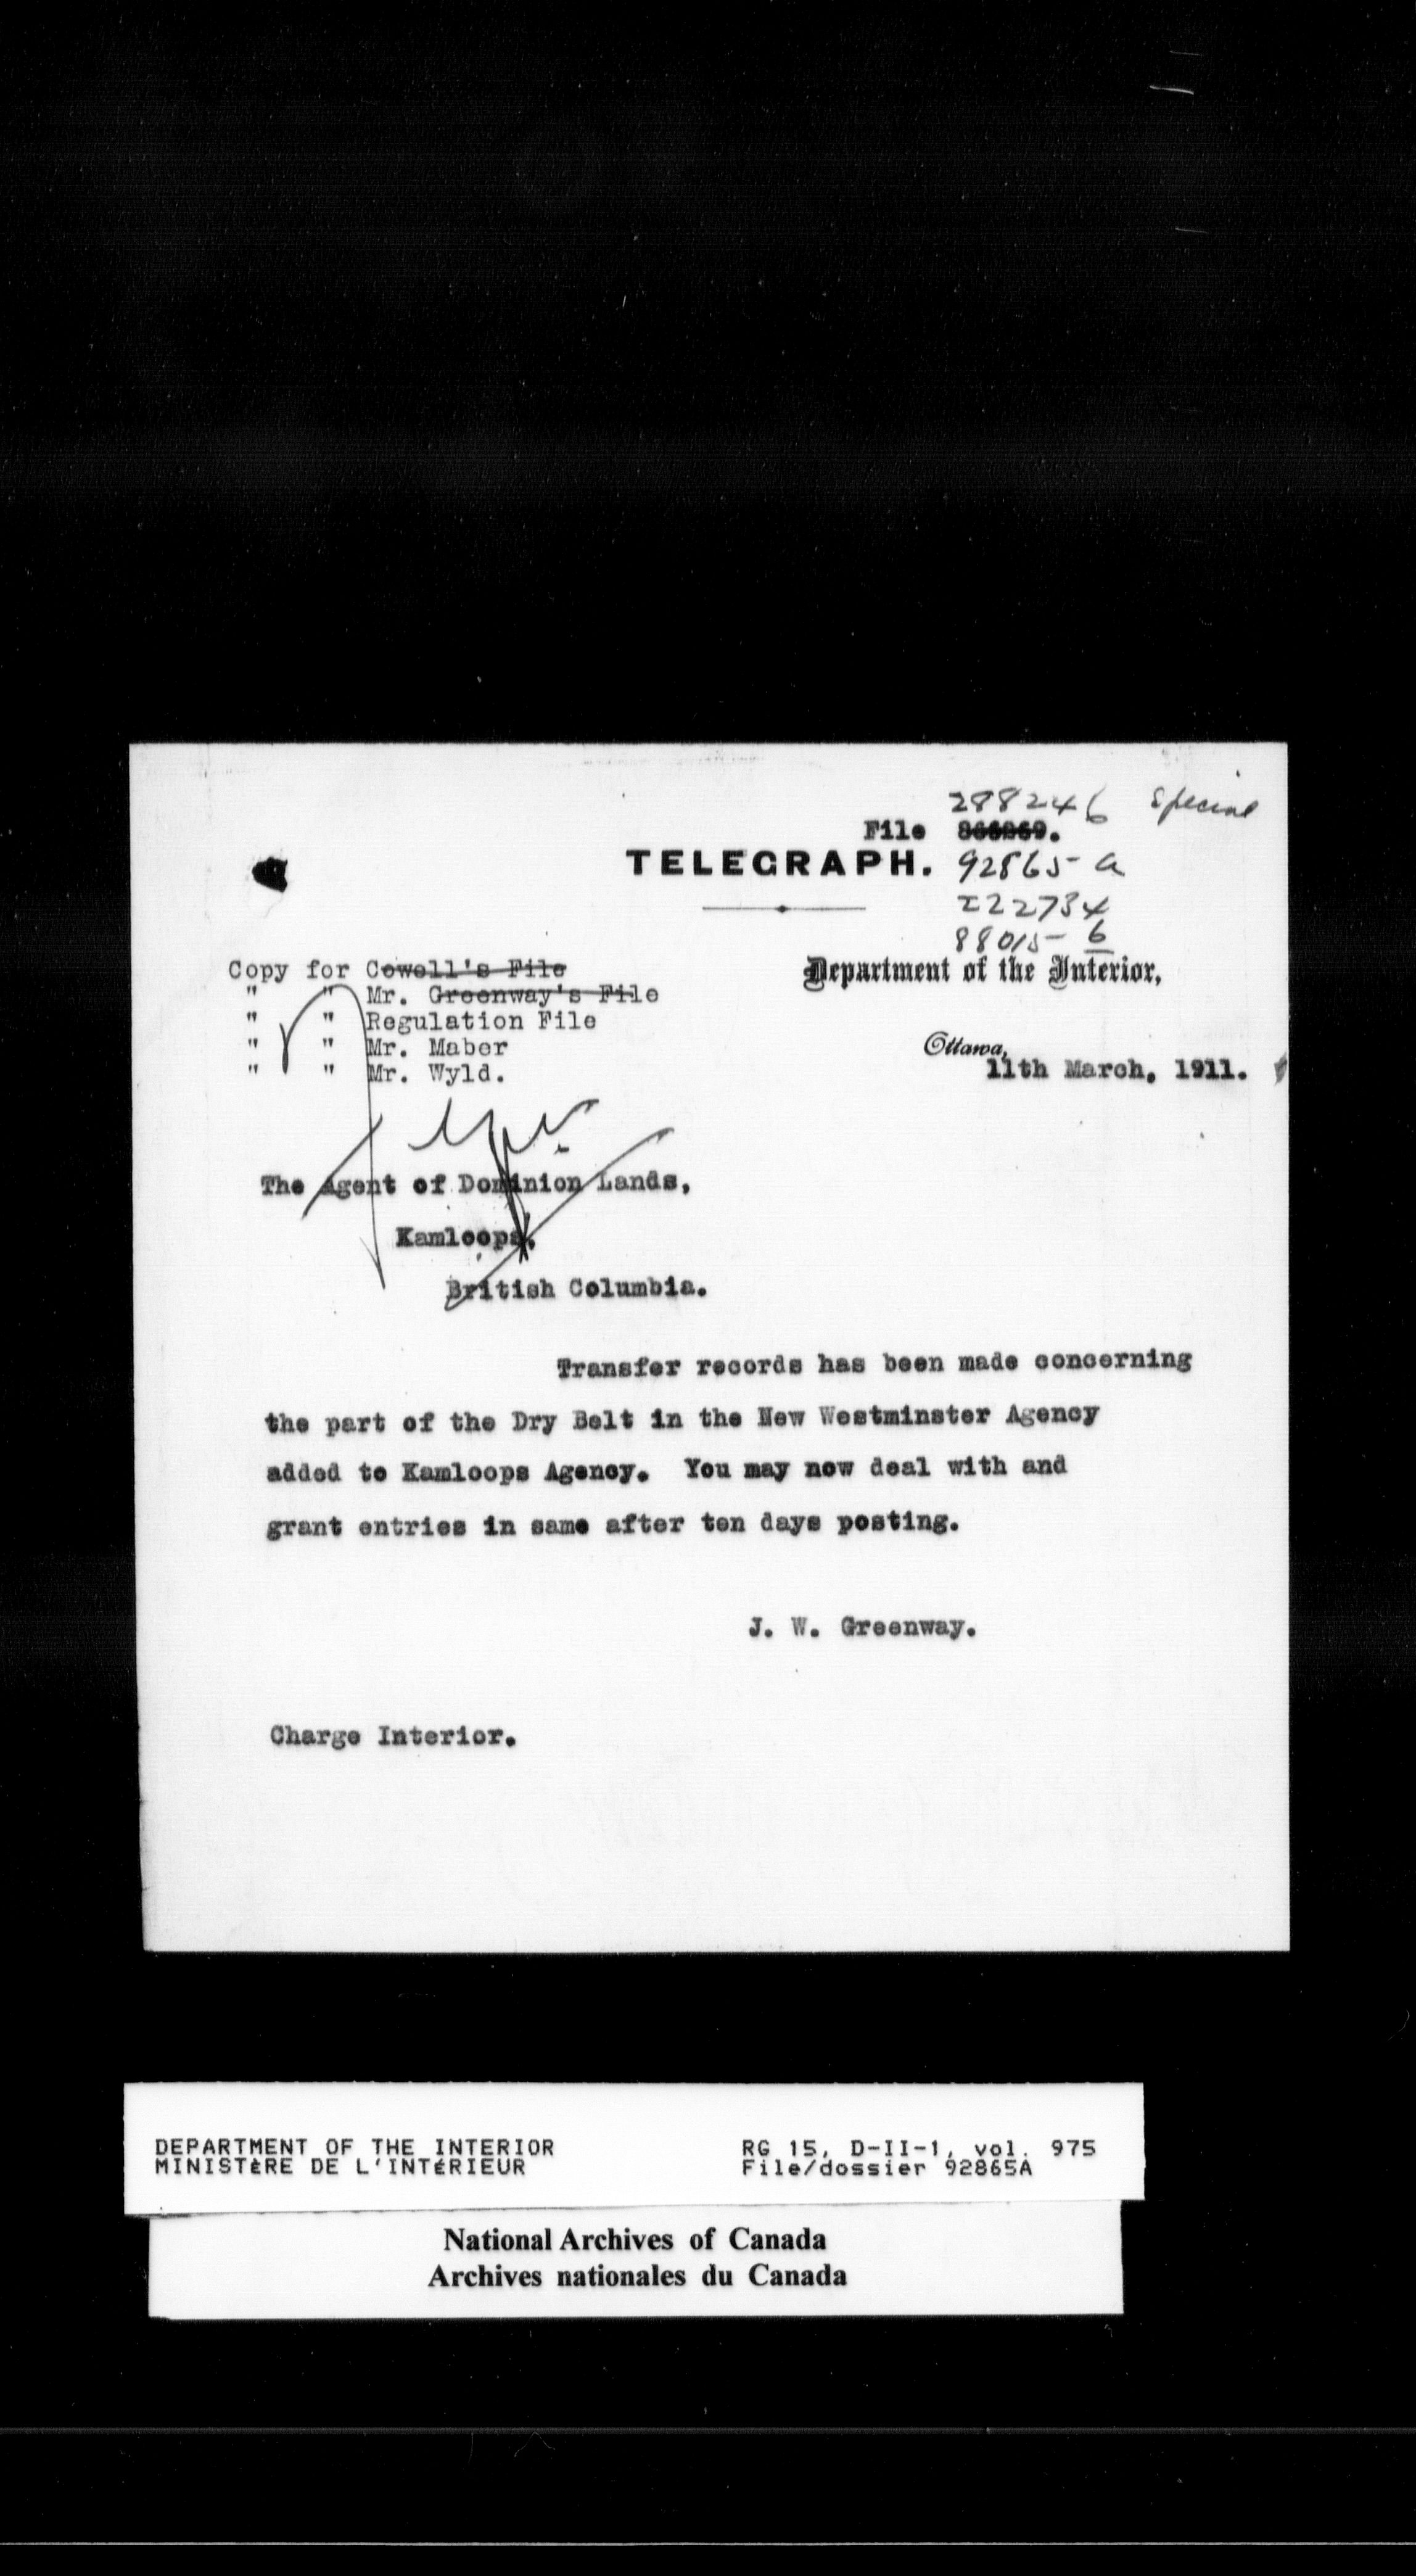 288246 Special
File 866269.
TELEGRAPH. 92865-a
222734
88015- 6
Copy for Cowell's File
" " Mr. Greenway's File
" " Regulation File
" " Mr. Maber
" " Mr. Wyld.
Department of the Interior,
Ottawa,
11th March, 1911.
The Agent of Dominion Lands,
Kamloops,
British Columbia.
Transfer records has been made concerning
the part of the Dry Belt in the New Westminster Agency
added to Kamloops Agency. You may now deal with and
grant entries in same after ten days posting.
J. W. Greenway.
Charge Interior.
DEPARTMENT OF THE INTERIOR
MINISTÈRE DE L'INTÉRIEUR
RG 15, D-II-1, vol. 975
File/dossier 92865A
National Archives of Canada
Archives nationales du Canada